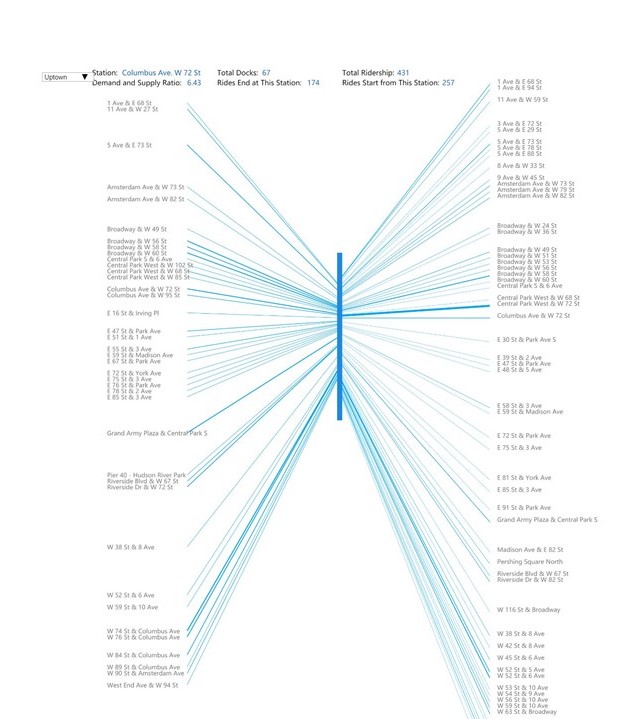 Uptown
Station: Columbus Ave. W 72 St
Total Docks: 67
Total Ridership: 431
Demand and Supply Ratio: 6.43
Rides End at This Station: 174
Rides Start from This Station: 257
1 Ave & E 68 St
11 Ave & W 27 St
5 Ave & E 73 St
Amsterdam Ave & W 73 St
Amsterdam Ave & W 82 St
Broadway & W 49 St
Broadway & W 56 St
Broadway & W 58 St
Broadway & W 60 St
Central Park S & 6 Ave
Central Park West & W 102 St
Central Park West & W 68 St
Central Park West & W 85 St
Columbus Ave & W 72 St
Columbus Ave & W 95 St
E 16 St & Irving Pl
E 47 St & Park Ave
E 51 St & 1 Ave
E 55 St & 3 Ave
E 59 St & Madison Ave
E 67 St & Park Ave
E 72 St & York Ave
E 75 St & 3 Ave
E 76 St & Park Ave
E 78 St & 2 Ave
E 85 St & 3 Ave
Grand Army Plaza & Central Park S
Pier 40 - Hudson River Park
Riverside Blvd & W 67 St
Riverside Dr & W 72 St
W 38 St & 8 Ave
W 52 St & 6 Ave
W 59 St & 10 Ave
W 74 St & Columbus Ave
W 76 St & Columbus Ave
W 84 St & Columbus Ave
W 89 St & Columbus Ave
W 90 St & Amsterdam Ave
West End Ave & W 94 St
1 Ave & E 68 St
1 Ave & E 94 St
11 Ave & W 59 St
3 Ave & E 72 St
5 Ave & E 29 St
5 Ave & E 73 St
5 Ave & E 78 St
5 Ave & E 88 St
8 Ave & W 33 St
9 Ave & W 45 St
Amsterdam Ave & W 73 St
Amsterdam Ave & W 79 St
Amsterdam Ave & W 82 St
Broadway & W 24 St
Broadway & W 36 St
Broadway & W 49 St
Broadway & W 51 St
Broadway & W 53 St
Broadway & W 56 St
Broadway & W 58 St
Broadway & W 60 St
Central Park S & 6 Ave
Central Park West & W 68 St
Central Park West & W 72 St
Columbus Ave & W 72 St
E 30 St & Park Ave S
E 39 St & 2 Ave
E 47 St & Park Ave
E 48 St & 5 Ave
E 58 St & 3 Ave
E 59 St & Madison Ave
E 72 St & Park Ave
E 75 St & 3 Ave
E 81 St & York Ave
E 85 St & 3 Ave
E 91 St & Park Ave
Grand Army Plaza & Central Park S
Madison Ave & E 82 St
Pershing Square North
Riverside Blvd & W 67 St
Riverside Dr & W 82 St
W 116 St & Broadway
W 38 St & 8 Ave
W 42 St & 8 Ave
W 45 St & 6 Ave
W 52 St & 5 Ave
W 52 St & 6 Ave
W 53 St & 10 Ave
W 54 St & 9 Ave
W 56 St & 10 Ave
W 59 St & 10 Ave
W 63 St & Broadway